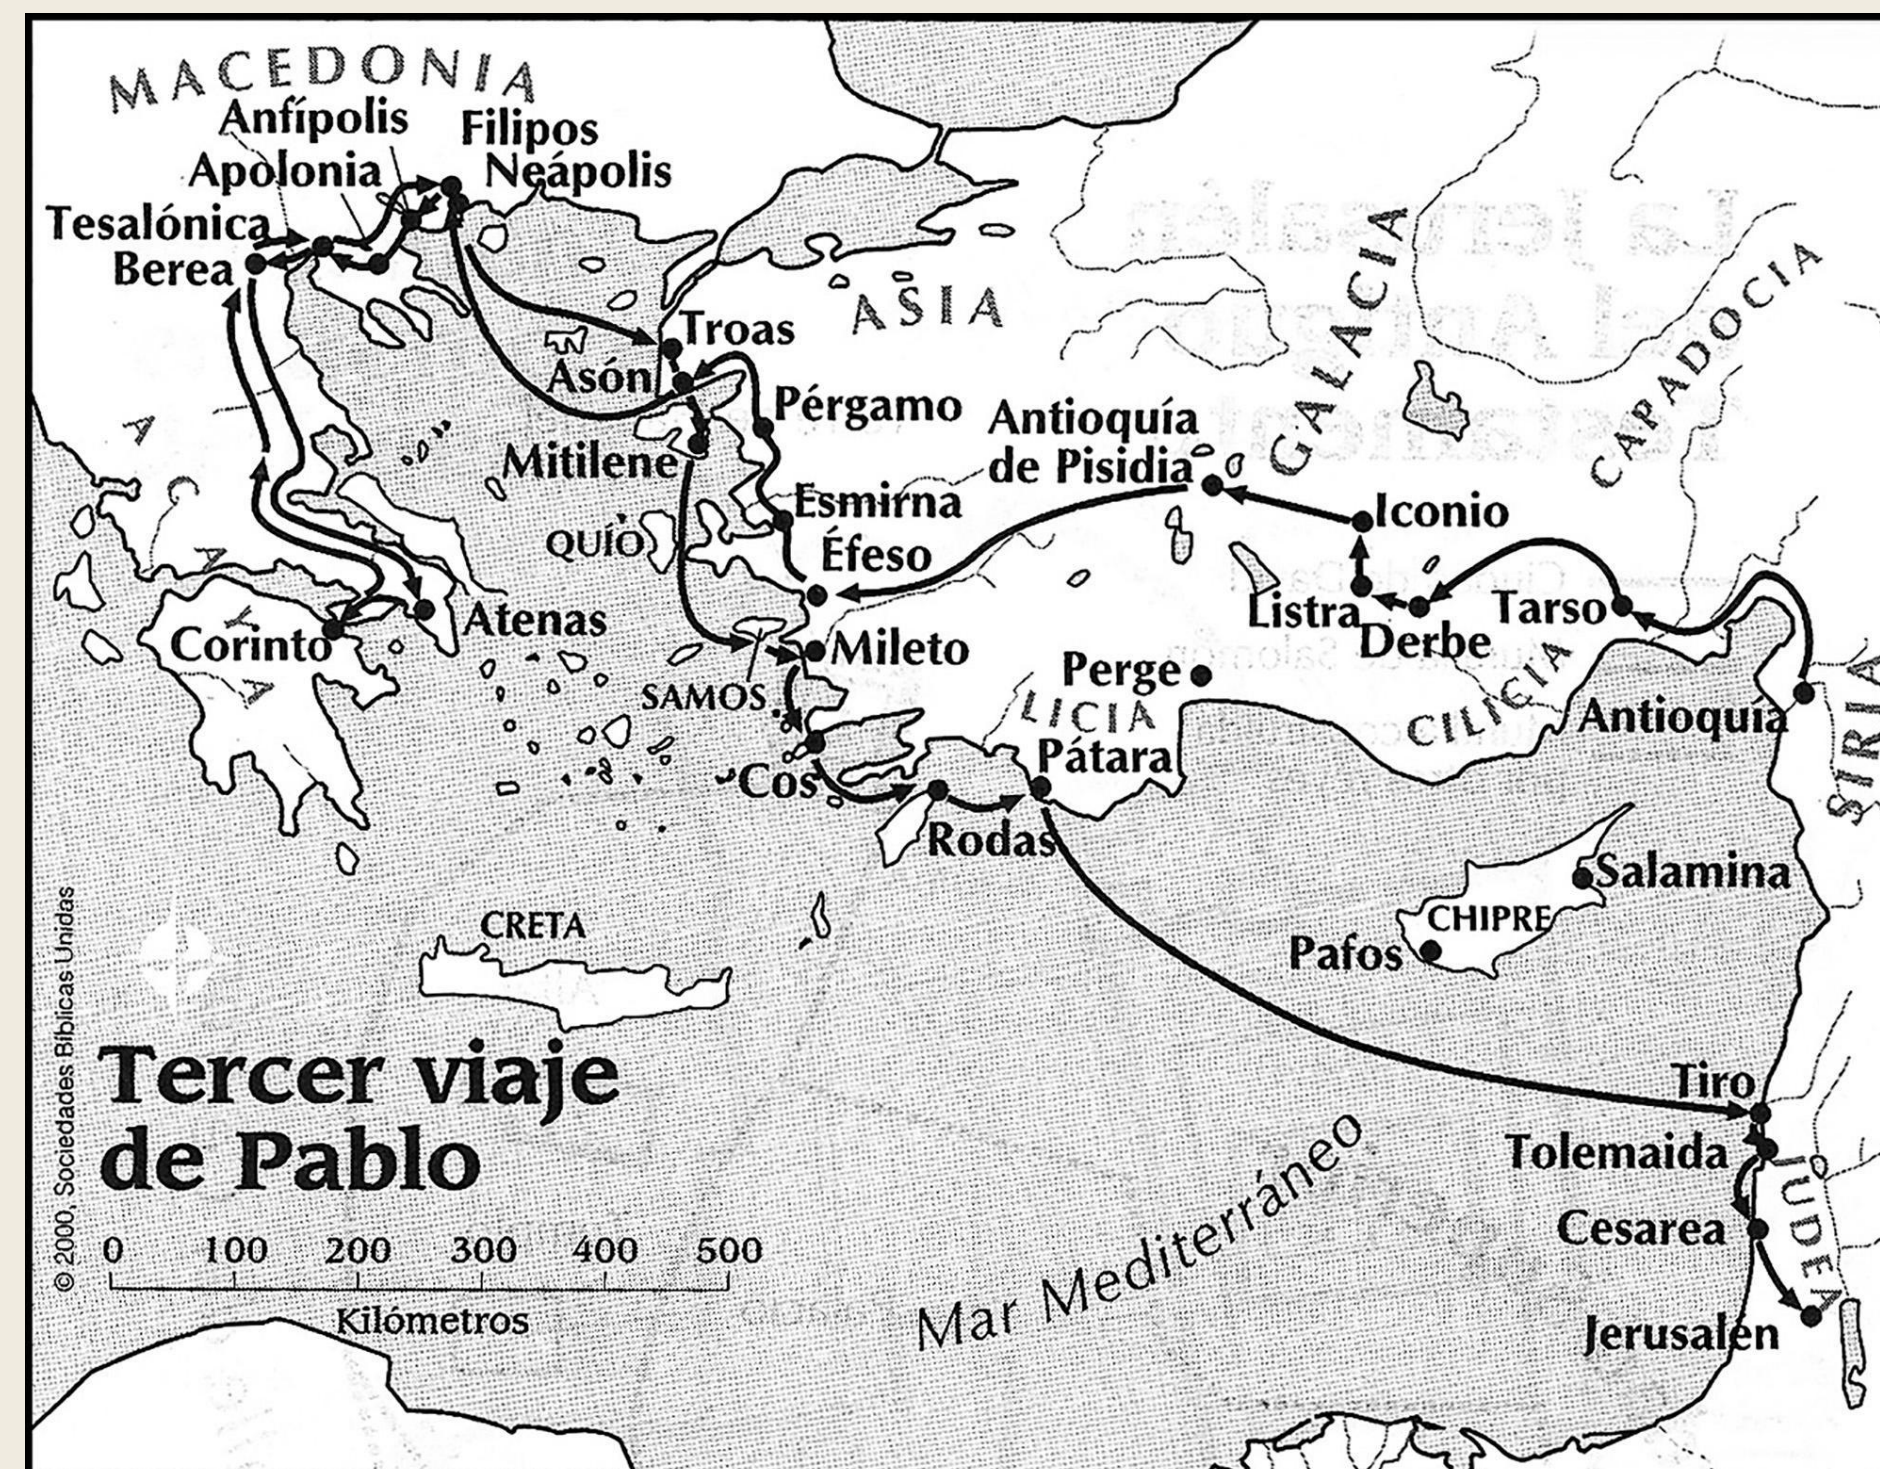 MACEDONIA
Anfípolis
Filipos
Apolonia
Neápolis
Tesalónica
Berea
ASIA
Troas
Asón
GALACIA
CAPADOCIA
Pérgamo
Antioquía
de Pisidia
Mitilene
ACAYA
Esmirna
Iconio
QUÍO
Éfeso
Listra
Tarso
Derbe
Atenas
Corinto
Mileto
Perge
SAMOS
LICIA
CILICIA
Antioquía
SIRIA
Pátara
Cos
Rodas
Salamina
CHIPRE
Pafos
CRETA
Tercer viaje
de Pablo
Tiro
Tolemaida
JUDEA
Cesarea
Jerusalén
Mar Mediterráneo
0 100 200 300 400 500
Kilómetros
© 2000, Sociedades Bíblicas Unidas